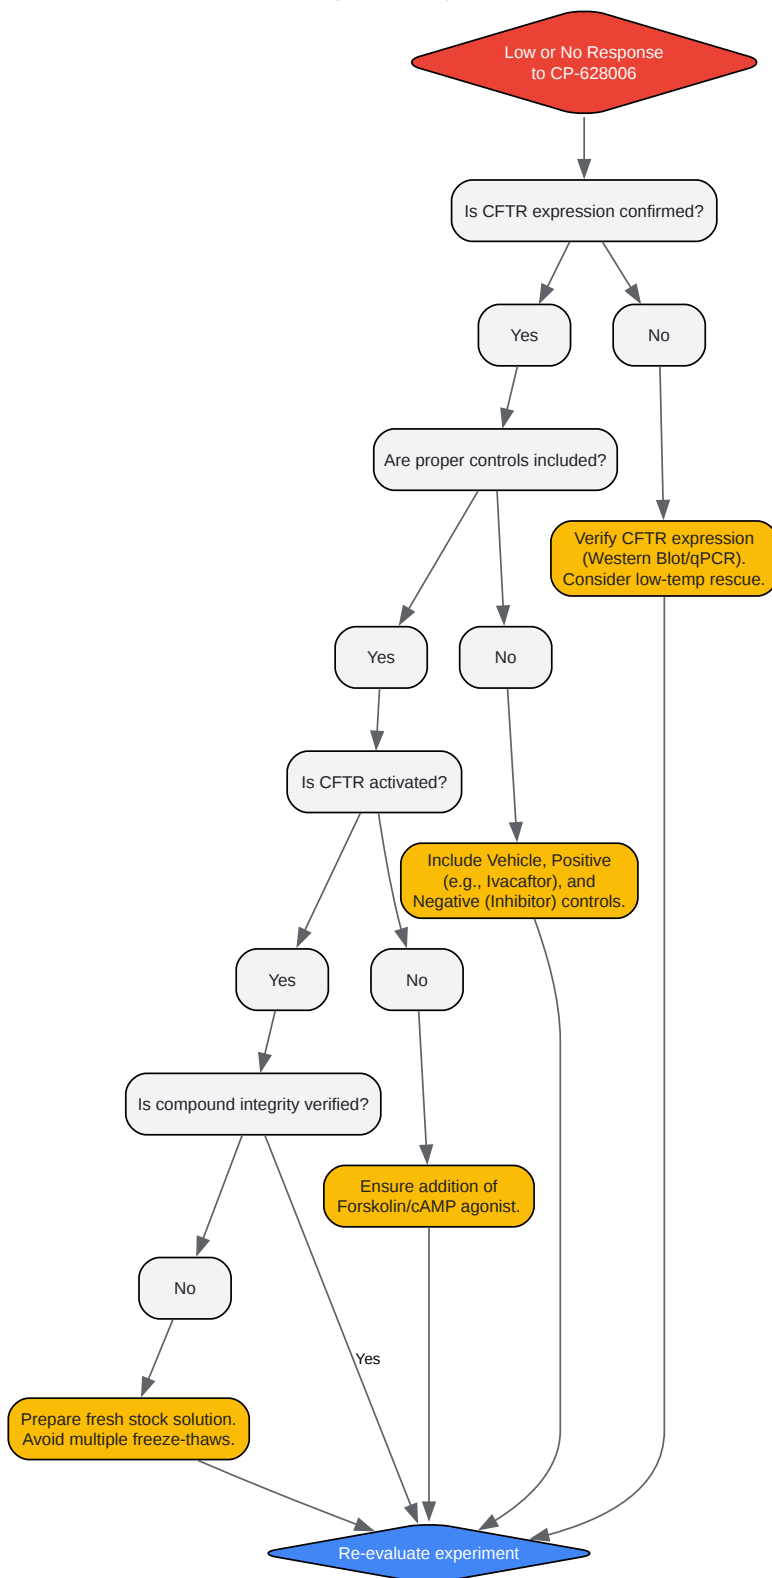 Low or No Response
to CP-628006
Is CFTR expression confirmed?
Yes
No
Are proper controls included?
Verify CFTR expression
(Western Blot/qPCR).
Consider low-temp rescue.
Yes
No
Is CFTR activated?
Include Vehicle, Positive
(e.g., Ivacaftor), and
Negative (Inhibitor) controls.
Yes
No
Is compound integrity verified?
Ensure addition of
Forskolin/cAMP agonist.
No
Yes
Prepare fresh stock solution.
Avoid multiple freeze-thaws.
Re-evaluate experiment